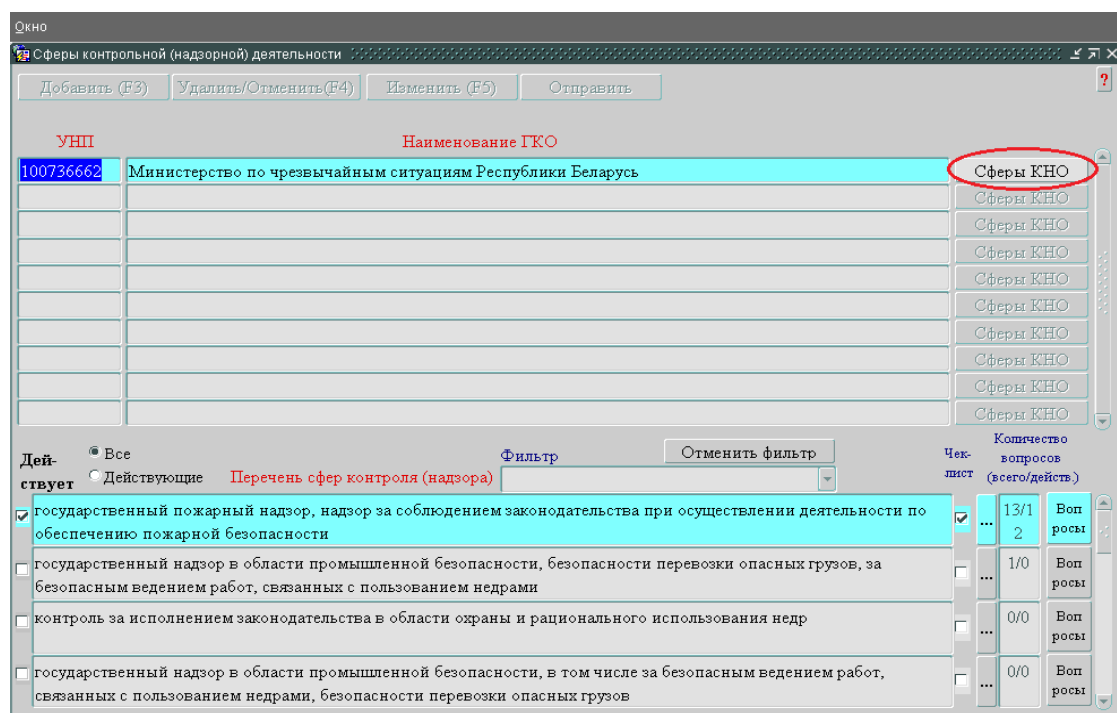 Окно
Сферы контрольной (надзорной) деятельности
Добавить (F3) Удалить/Отменить(F4) Изменить (F5) Отправить ?
УНП Наименование ГКО
100736662 Министерство по чрезвычайным ситуациям Республики Беларусь Сферы КНО
Сферы КНО
Сферы КНО
Сферы КНО
Сферы КНО
Сферы КНО
Сферы КНО
Сферы КНО
Сферы КНО
Сферы КНО
Дей-
ствует
Все
Действующие
Перечень сфер контроля (надзора)
Фильтр
Отменить фильтр
Чек-
лист
Количество
вопросов
(всего/действ.)
государственный пожарный надзор, надзор за соблюдением законодательства при осуществлении деятельности по
обеспечению пожарной безопасности
...
13/1
2
Воп
росы
государственный надзор в области промышленной безопасности, безопасности перевозки опасных грузов, за
безопасным ведением работ, связанных с пользованием недрами
...
1/0
Воп
росы
контроль за исполнением законодательства в области охраны и рационального использования недр
...
0/0
Воп
росы
государственный надзор в области промышленной безопасности, в том числе за безопасным ведением работ,
связанных с пользованием недрами, безопасности перевозки опасных грузов
...
0/0
Воп
росы